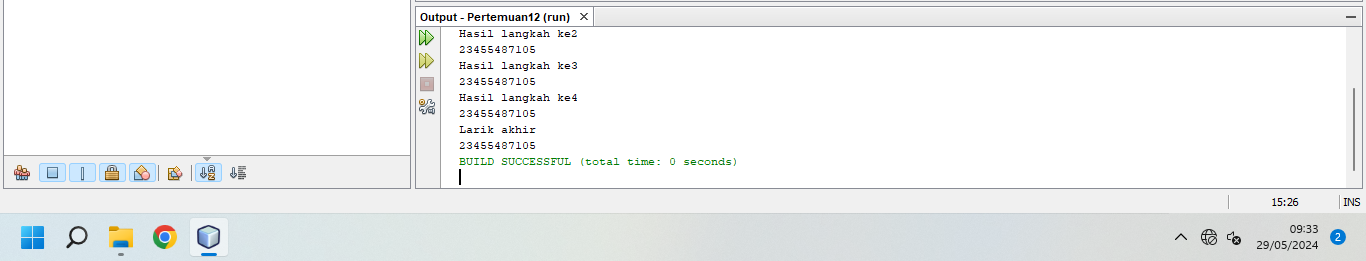 Output - Pertemuan12 (run)
Hasil langkah ke2
23455487105
Hasil langkah ke3
23455487105
Hasil langkah ke4
23455487105
Larik akhir
23455487105
BUILD SUCCESSFUL (total time: 0 seconds)
15:26 INS
09:33
29/05/2024
2